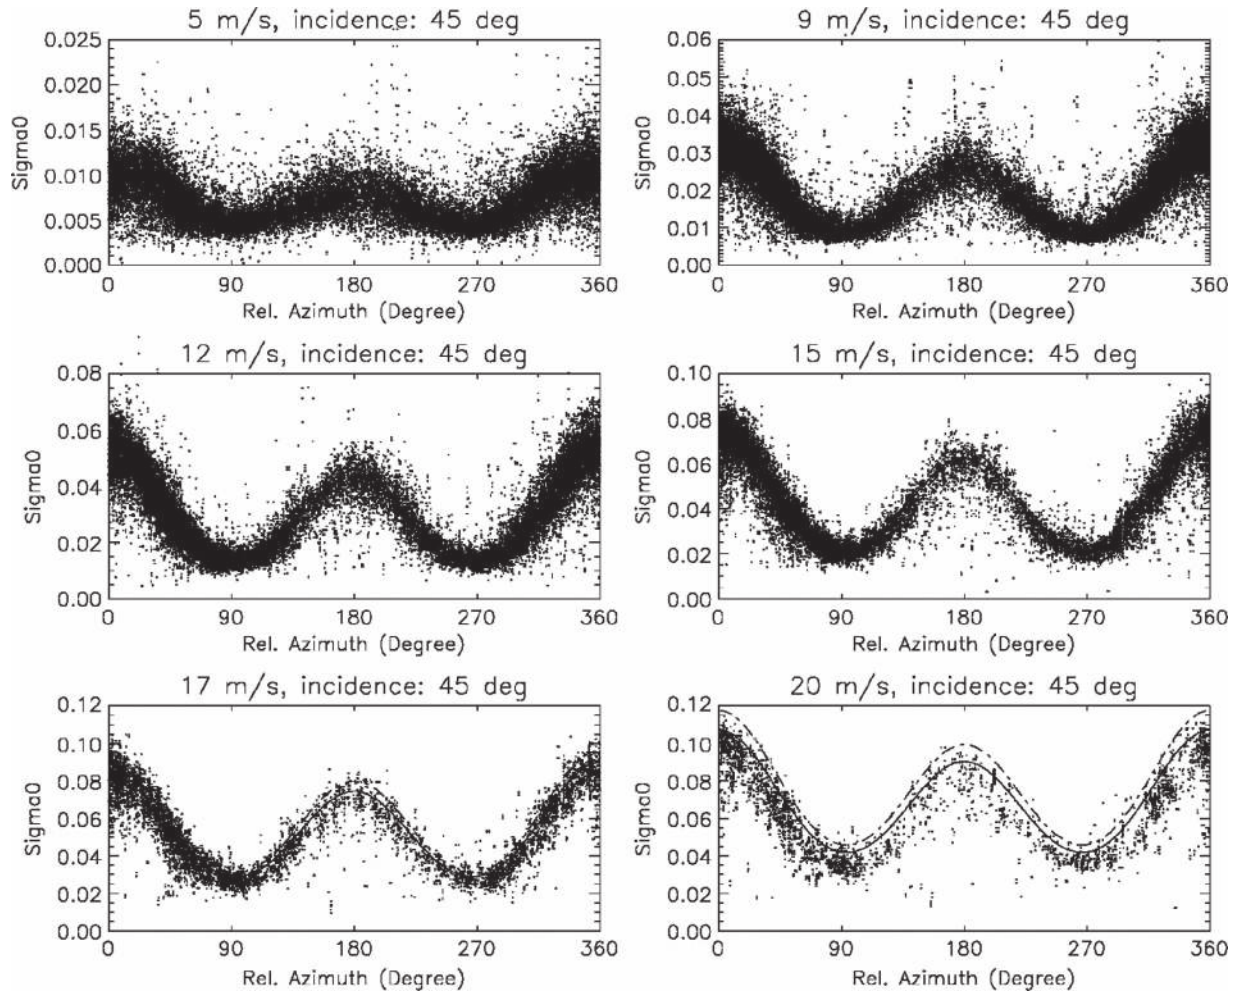 5 m/s, incidence: 45 deg
0.025
0.020
0.015
0.010
0.005
0.000
Sigma0
0 90 180 270 360
Rel. Azimuth (Degree)
9 m/s, incidence: 45 deg
0.06
0.05
0.04
0.03
0.02
0.01
0.00
Sigma0
0 90 180 270 360
Rel. Azimuth (Degree)
12 m/s, incidence: 45 deg
0.08
0.06
0.04
0.02
0.00
Sigma0
0 90 180 270 360
Rel. Azimuth (Degree)
15 m/s, incidence: 45 deg
0.10
0.08
0.06
0.04
0.02
0.00
Sigma0
0 90 180 270 360
Rel. Azimuth (Degree)
17 m/s, incidence: 45 deg
0.12
0.10
0.08
0.06
0.04
0.02
0.00
Sigma0
0 90 180 270 360
Rel. Azimuth (Degree)
20 m/s, incidence: 45 deg
0.12
0.10
0.08
0.06
0.04
0.02
0.00
Sigma0
0 90 180 270 360
Rel. Azimuth (Degree)